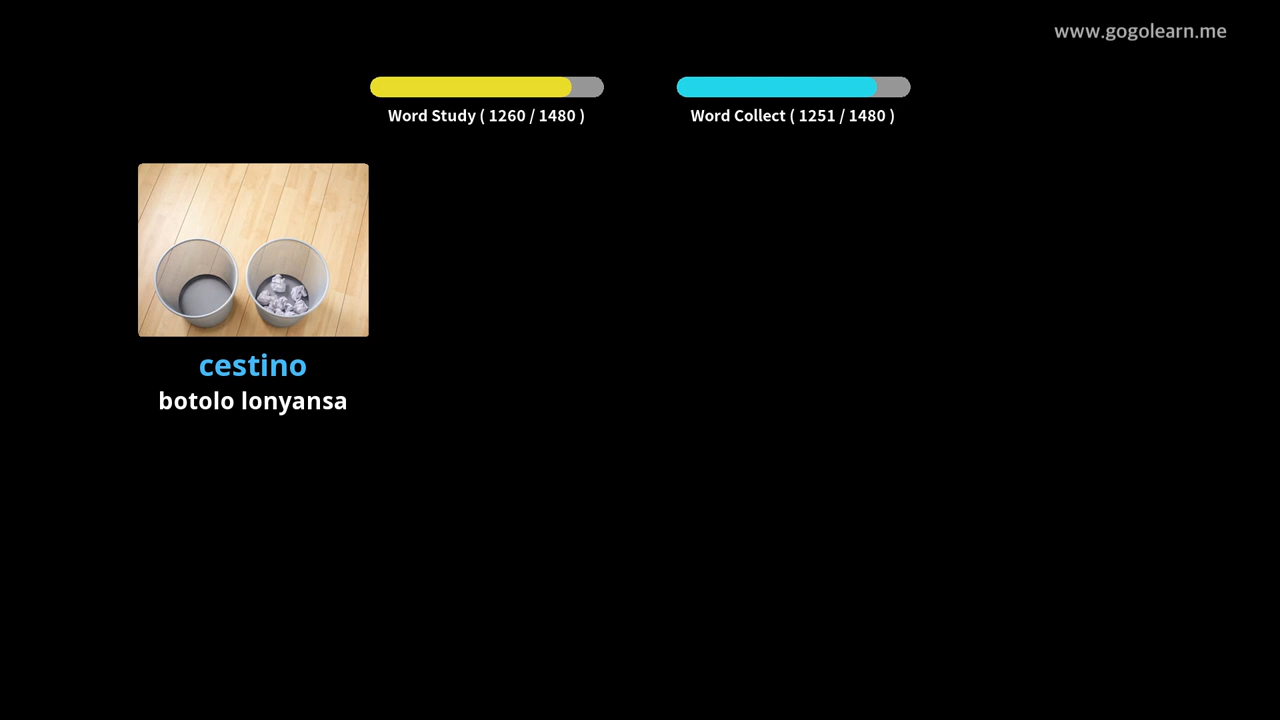 www.gogolearn.me
Word Study ( 1260 / 1480 )
Word Collect ( 1251 / 1480 )
cestino
botolo lonyansa